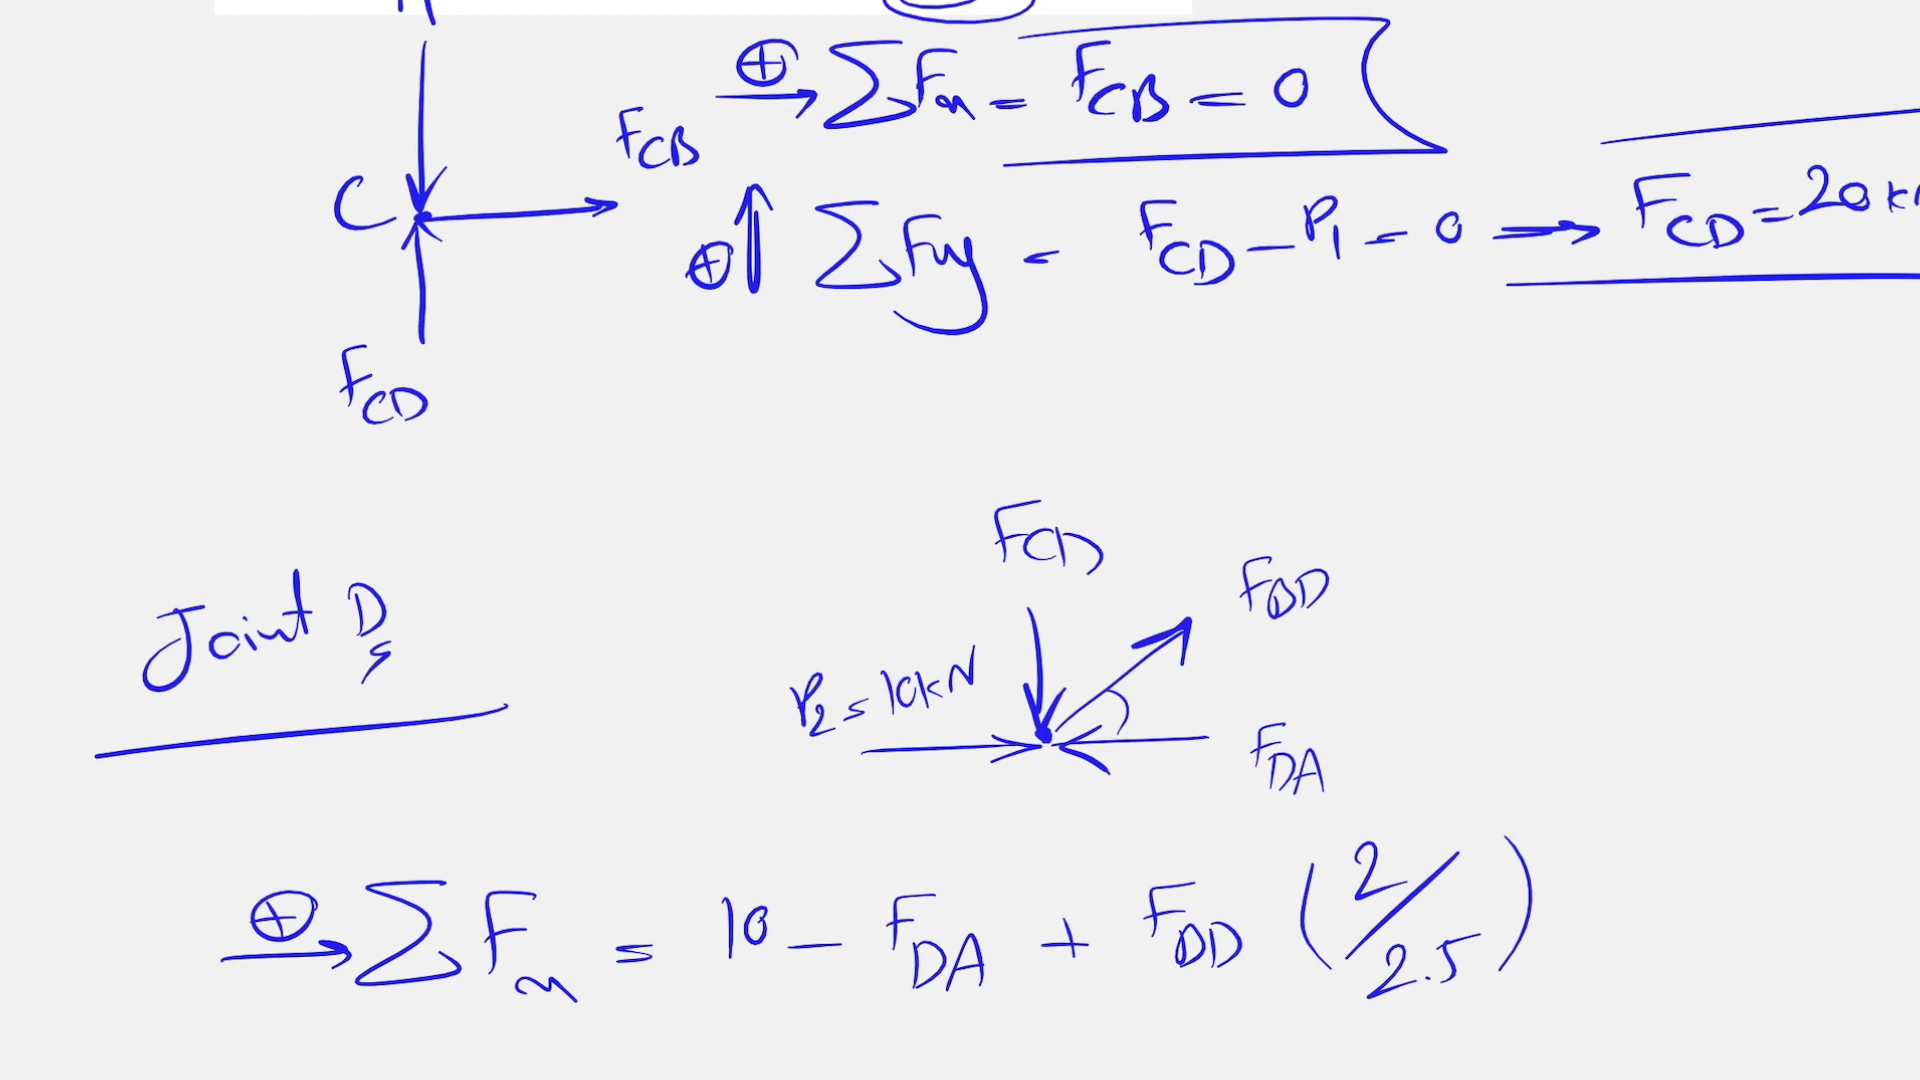 ⊕→ ΣFx = FCB = 0
FCB
C
⊕↑ ΣFy = FCD - P1 = 0 → FCD = 20 k
FCD
FCD
FBD
Joint D:
P2 = 10kN
FDA
⊕→ ΣFx = 10 - FDA + FBD (2/2.5)